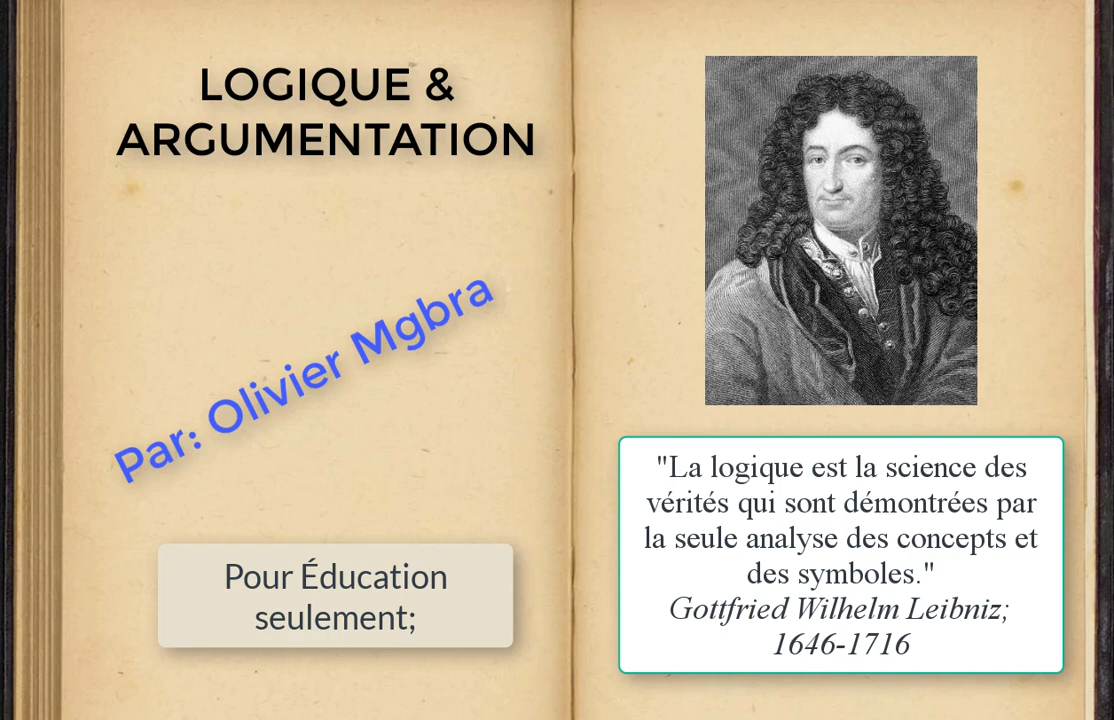 LOGIQUE &
ARGUMENTATION
Par: Olivier Mgbra
Pour Éducation
seulement;
"La logique est la science des
vérités qui sont démontrées par
la seule analyse des concepts et
des symboles."
Gottfried Wilhelm Leibniz;
1646-1716